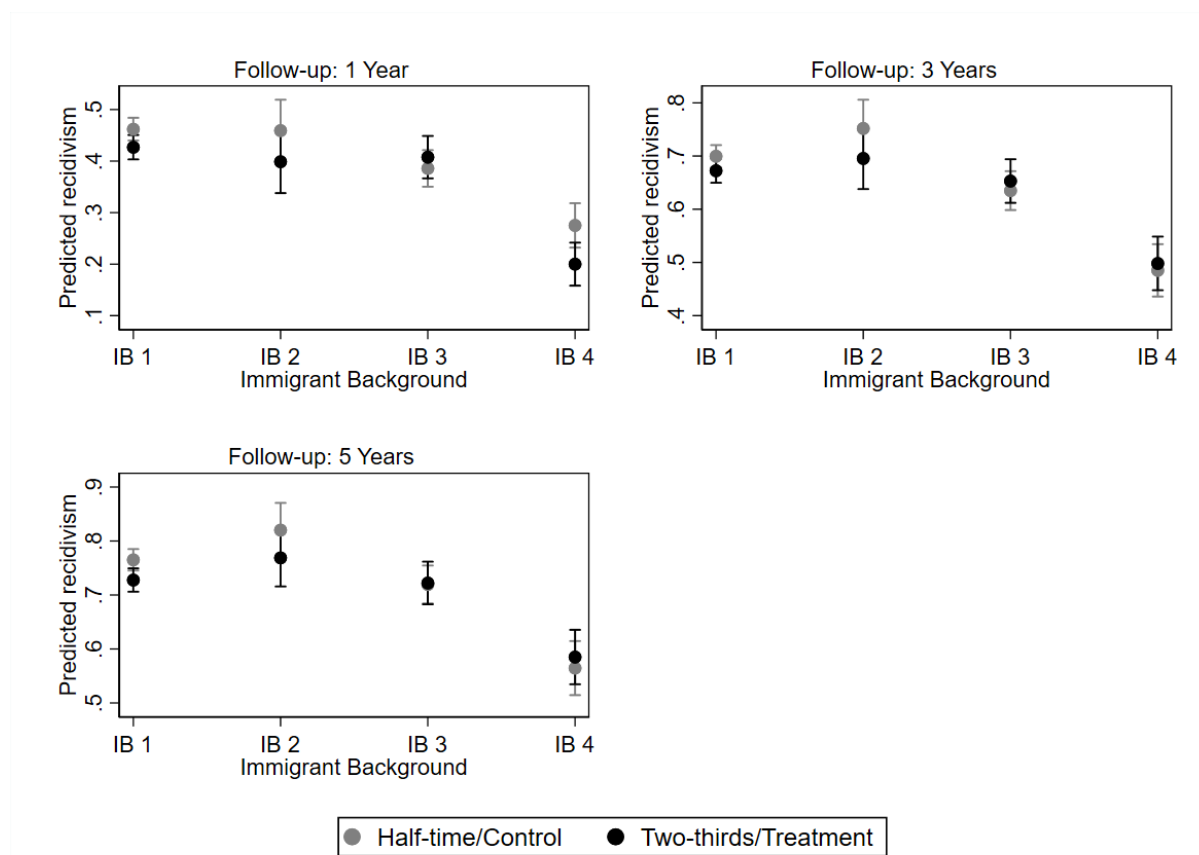 Follow-up: 1 Year
Predicted recidivism
.5
.4
.3
.2
.1
IB 1 IB 2 IB 3 IB 4
Immigrant Background
Follow-up: 3 Years
Predicted recidivism
.8
.7
.6
.5
.4
IB 1 IB 2 IB 3 IB 4
Immigrant Background
Follow-up: 5 Years
Predicted recidivism
.9
.8
.7
.6
.5
IB 1 IB 2 IB 3 IB 4
Immigrant Background
Half-time/Control Two-thirds/Treatment